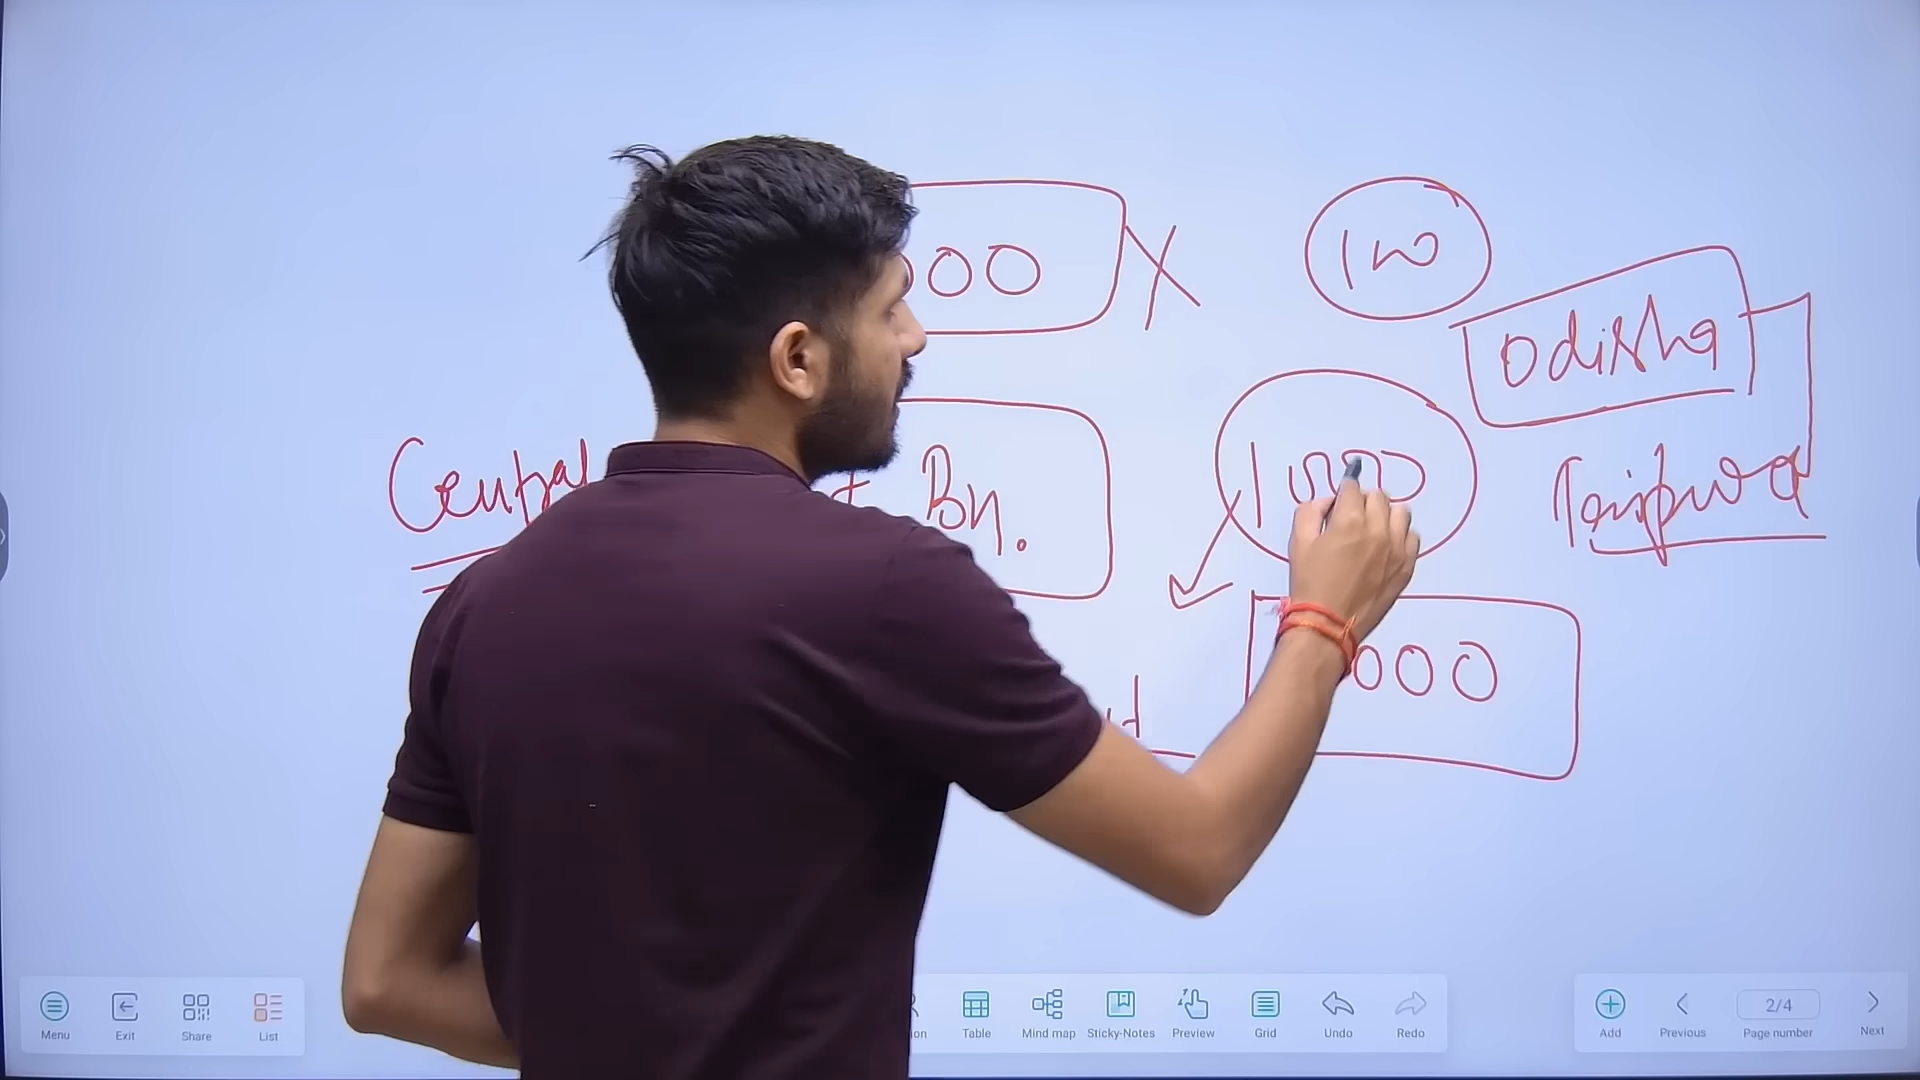 000 X
100
Odisha
Central
Bn.
1000
Tripura
000
Menu
Exit
Share
List
Table
Mind map
Sticky-Notes
Preview
Grid
Undo
Redo
Add
Previous
2/4
Page number
Next